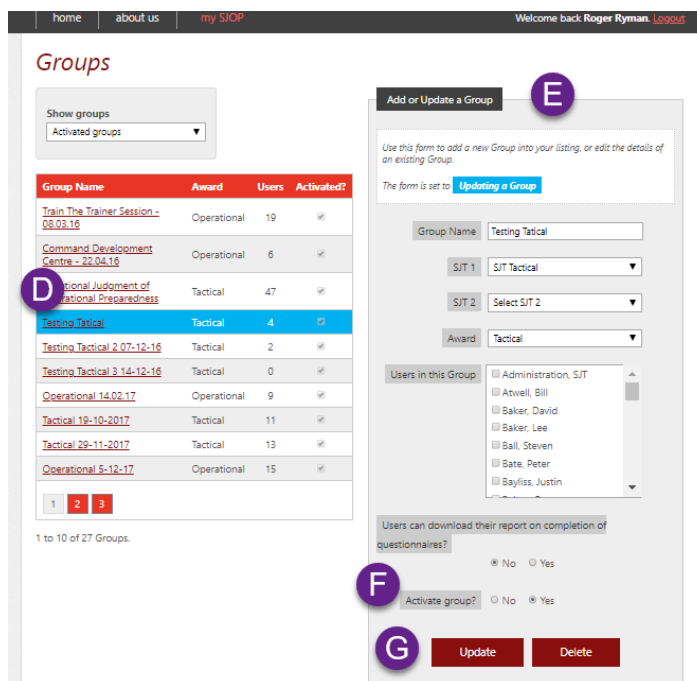 home about us my SJOP Welcome back Roger Ryman. Logout
Groups
Show groups
Activated groups
Group Name Award Users Activated?
Train The Trainer Session -
08.03.16 Operational 19
Command Development
Centre - 22.04.16 Operational 6
D
ational Judgment of
rational Preparedness Tactical 47
Testing Tatical Tactical 4
Testing Tactical 2 07-12-16 Tactical 2
Testing Tactical 3 14-12-16 Tactical 0
Operational 14.02.17 Operational 9
Tactical 19-10-2017 Tactical 11
Tactical 29-11-2017 Tactical 13
Operational 5-12-17 Operational 15
1 2 3
1 to 10 of 27 Groups.
Add or Update a Group
E
Use this form to add a new Group into your listing, or edit the details of
an existing Group.
The form is set to Updating a Group
Group Name Testing Tatical
SJT 1 SJT Tactical
SJT 2 Select SJT 2
Award Tactical
Users in this Group Administration, SJT
Atwell, Bill
Baker, David
Baker, Lee
Ball, Steven
Bate, Peter
Bayliss, Justin
Users can download their report on completion of
questionnaires?
No Yes
F
Activate group? No Yes
G
Update Delete